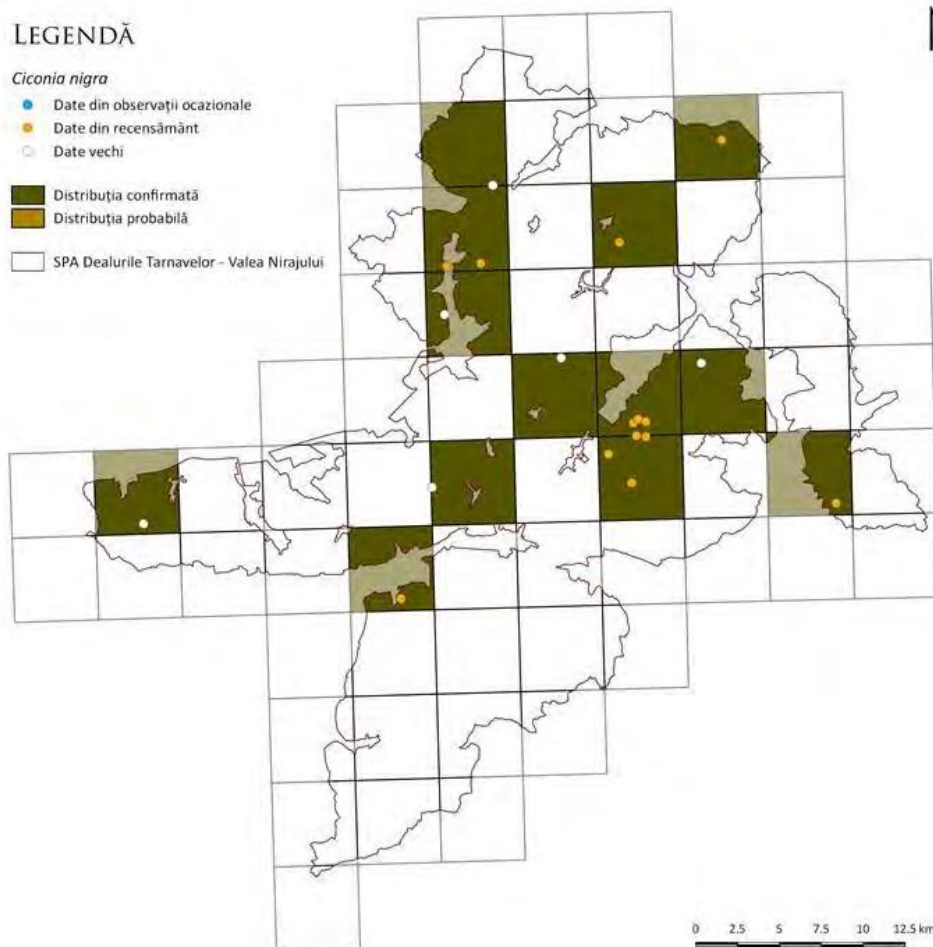 LEGENDĂ
Ciconia nigra
Date din observații ocazionale
Date din recensământ
Date vechi
Distribuția confirmată
Distribuția probabilă
SPA Dealurile Tarnavelor - Valea Nirajului
0 2.5 5 7.5 10 12.5 km